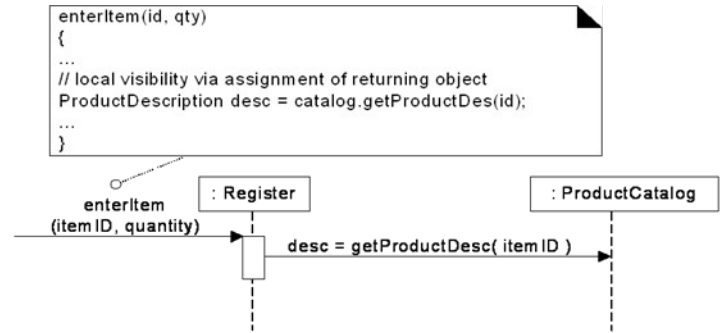 enterItem(id, qty)
{
...
// local visibility via assignment of returning object
ProductDescription desc = catalog.getProductDes(id);
...
}
enterItem
(itemID, quantity)
: Register
: ProductCatalog
desc = getProductDesc( itemID )